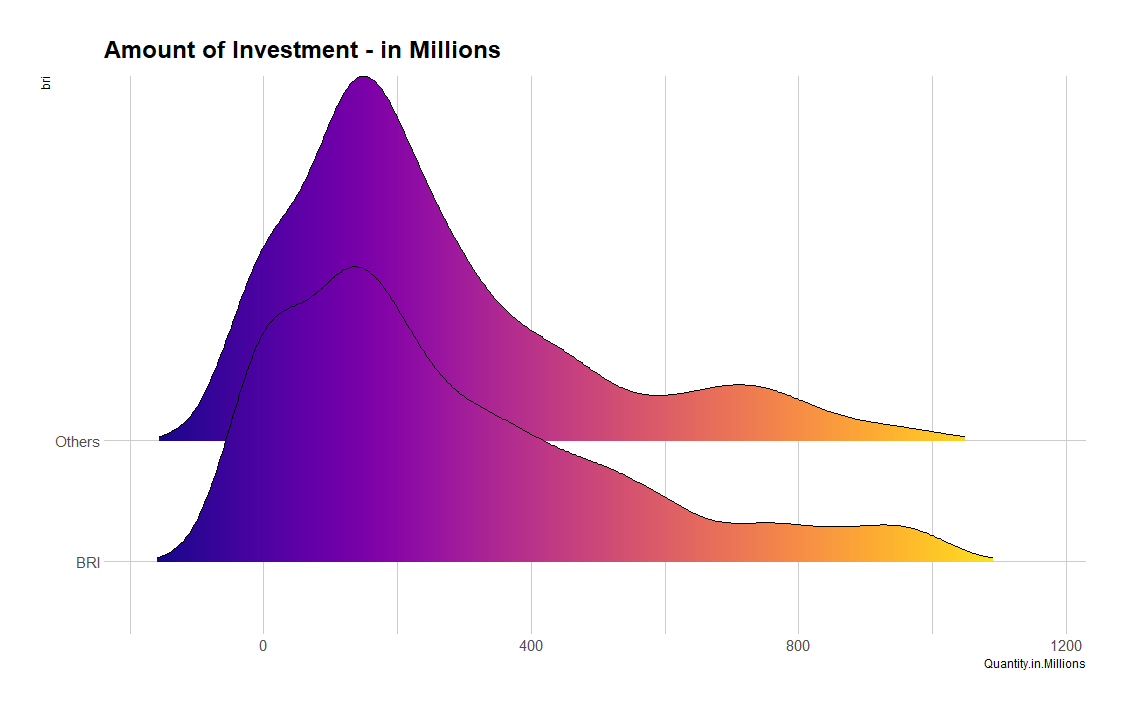 Amount of Investment - in Millions
bri
Others
BRI
0
400
800
1200
Quantity.in.Millions